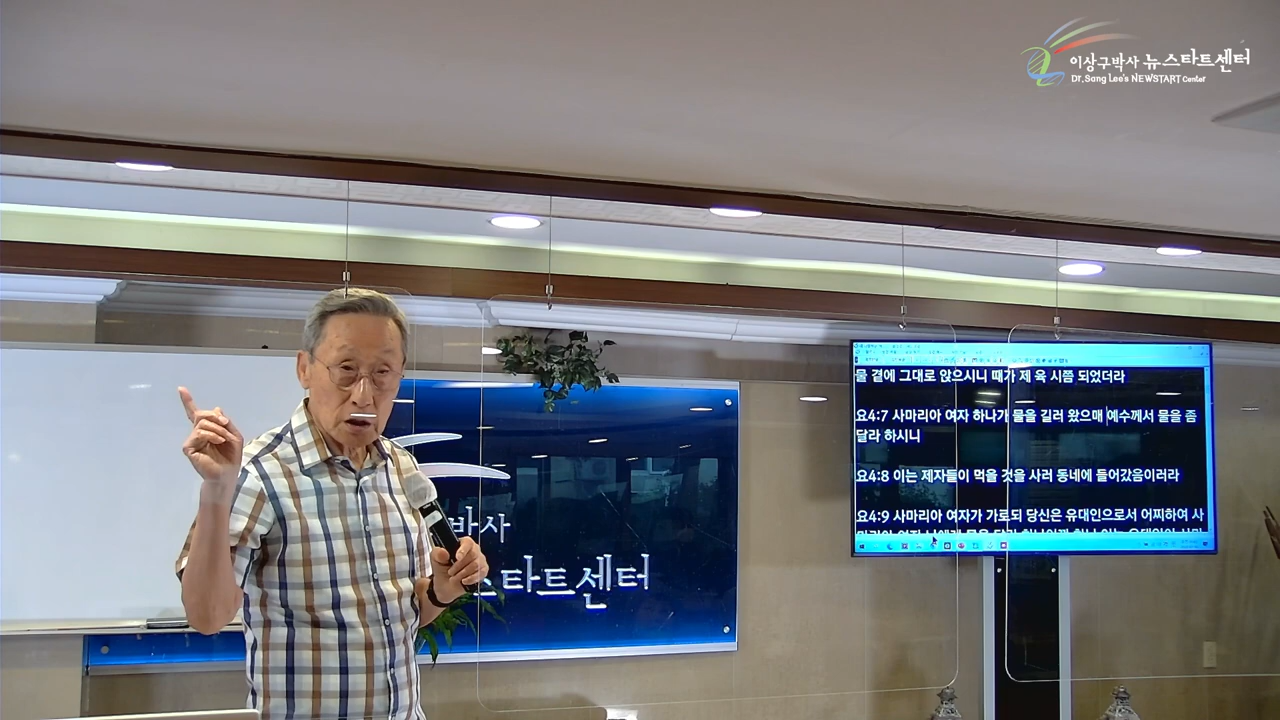 이상구박사 뉴스타트센터
Dr. Sang Lee's NEWSTART Center
물 곁에 그대로 앉으시니 때가 제 육 시쯤 되었더라
요4:7 사마리아 여자 하나가 물을 길러 왔으매 예수께서 물을 좀
달라 하시니
요4:8 이는 제자들이 먹을 것을 사러 동네에 들어갔음이러라
요4:9 사마리아 여자가 가로되 당신은 유대인으로서 어찌하여 사
박사
스타트센터